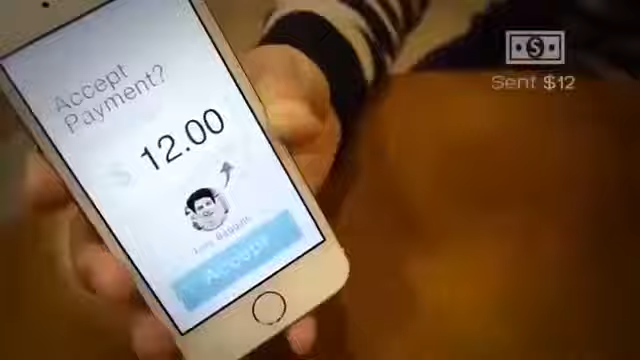 Accept
Payment?
$ 12.00
Accept
$
Sent $12